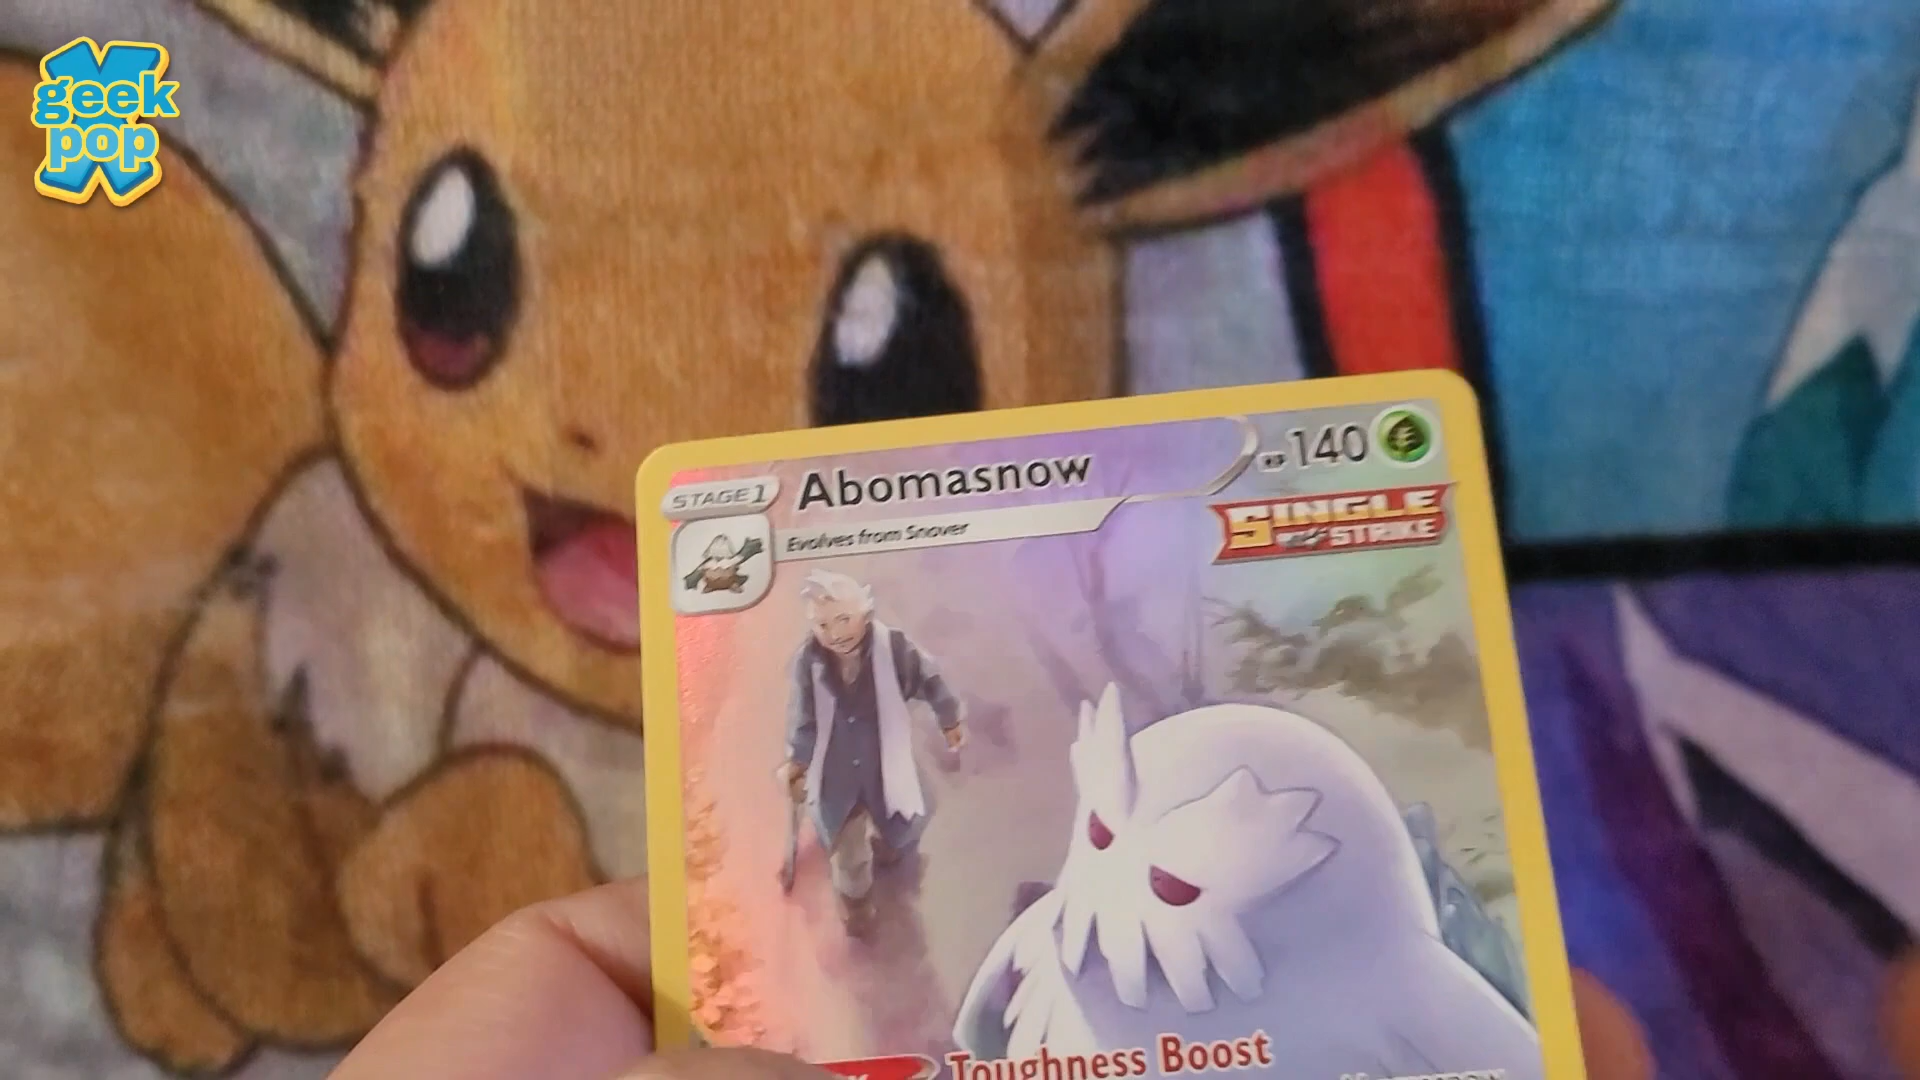 geek
pop
STAGE 1
Abomasnow
HP 140
Evolves from Snover
SINGLE
STRIKE
Toughness Boost